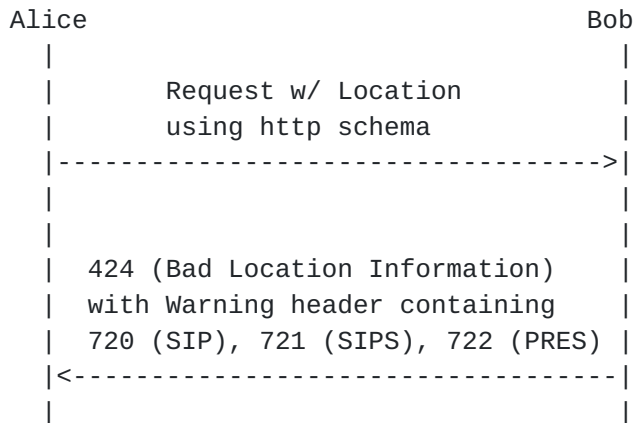 Alice Bob
Request w/ Location
using http schema
424 (Bad Location Information)
with Warning header containing
720 (SIP), 721 (SIPS), 722 (PRES)